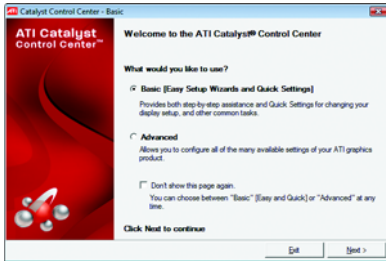 Catalyst Control Center - Basic
ATI Catalyst
Control Center™
Welcome to the ATI Catalyst® Control Center
What would you like to use?
Basic [Easy Setup Wizards and Quick Settings]
Provides both step-by-step assistance and Quick Settings for changing your
display setup, and other common tasks.
Advanced
Allows you to configure all of the many available settings of your ATI graphics
product.
Don't show this page again.
You can choose between "Basic" [Easy and Quick] or "Advanced" at any
time.
Click Next to continue
Exit
Next >